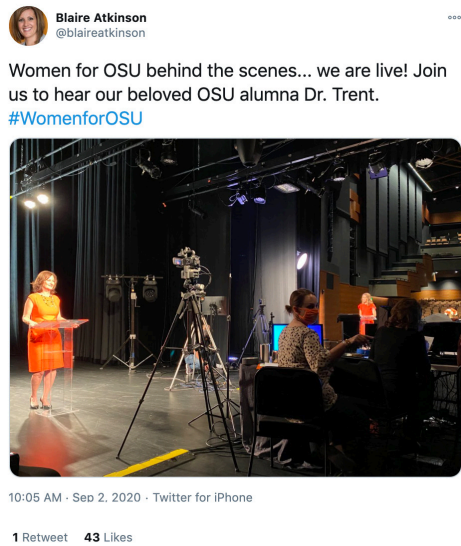 Blaire Atkinson
@blaireatkinson
Women for OSU behind the scenes... we are live! Join
us to hear our beloved OSU alumna Dr. Trent.
#WomenforOSU
10:05 AM · Sep 2, 2020 · Twitter for iPhone
1 Retweet 43 Likes